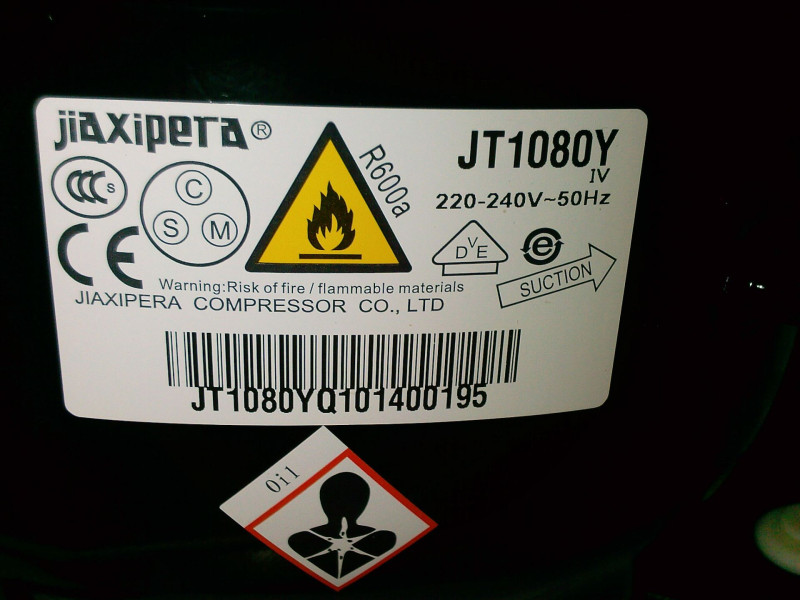 jiaxipera®
JT1080Y
IV
220-240V~50Hz
R600a
CCC S
C
S M
CE
DVE
e
SUCTION
Warning:Risk of fire / flammable materials
JIAXIPERA COMPRESSOR CO., LTD
JT1080YQ101400195
Oil